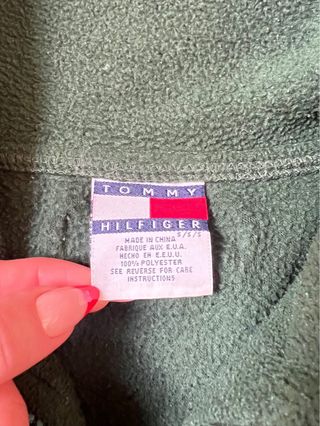 TOMMY
HILFIGER
S/S/S
MADE IN CHINA
FABRIQUE AUX E.U.A.
HECHO EN E.E.U.U.
100% POLYESTER
SEE REVERSE FOR CARE
INSTRUCTIONS